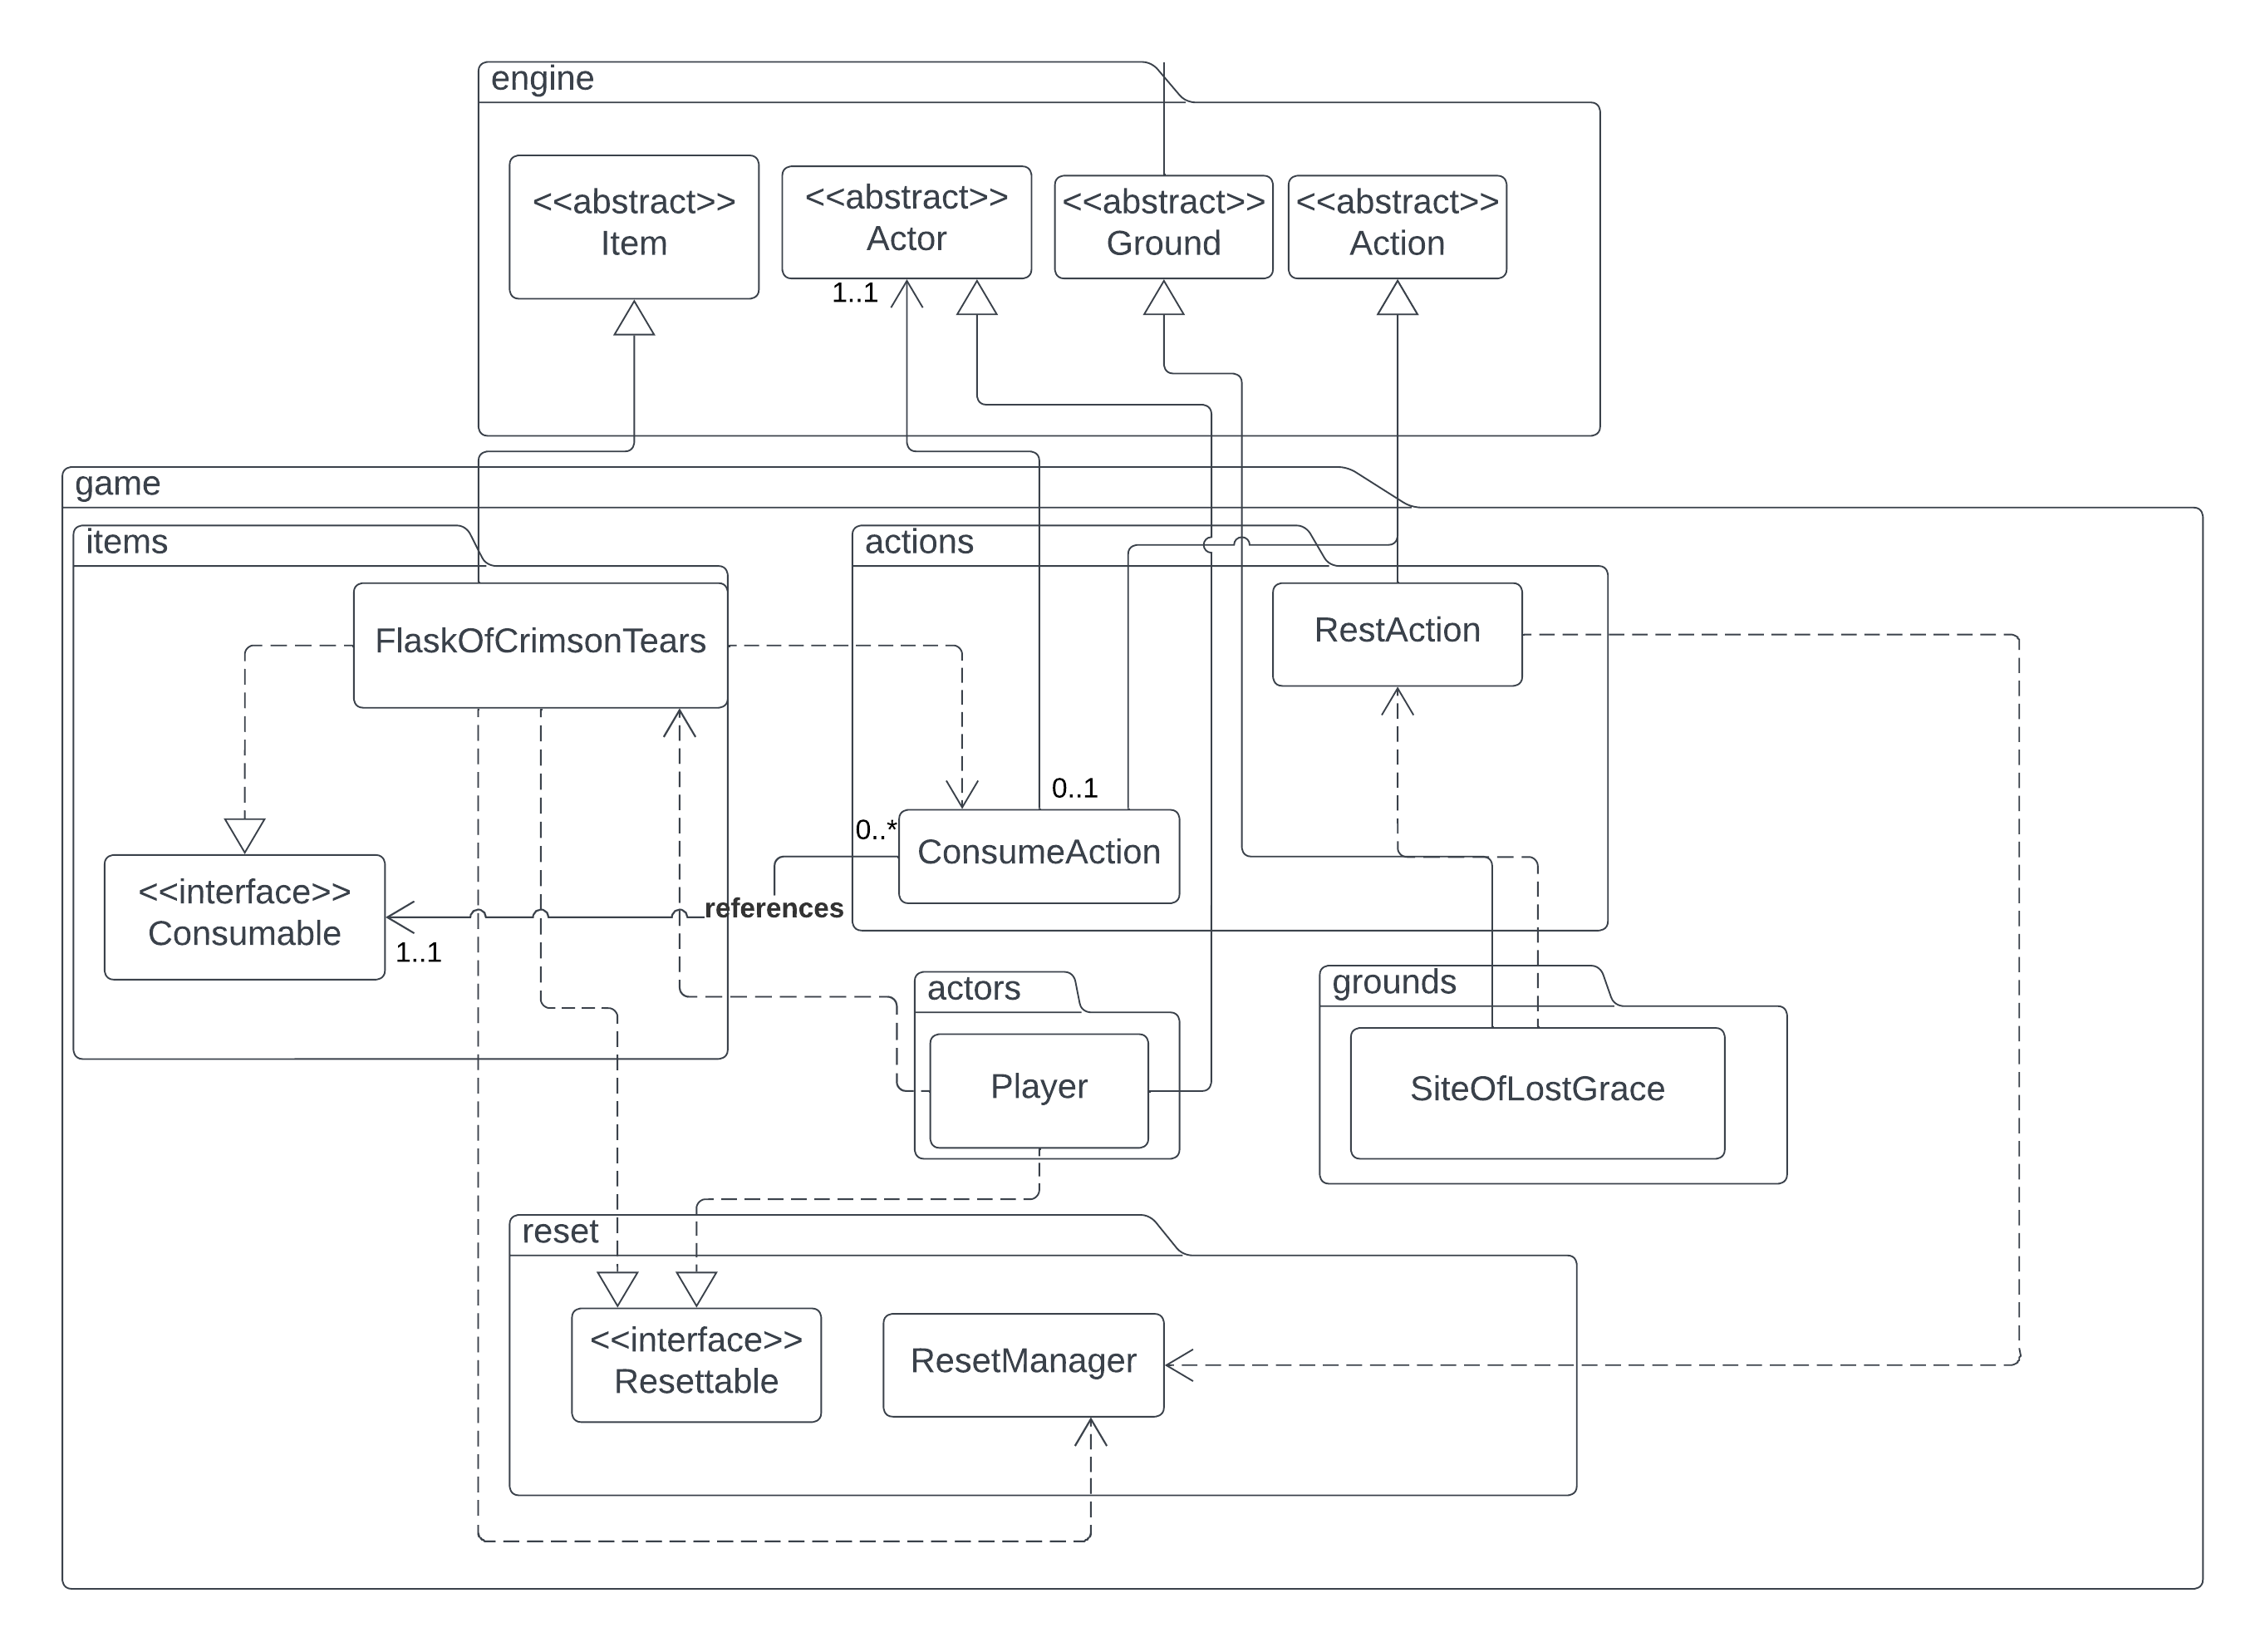 engine
<<abstract>>
Item
<<abstract>>
Actor
<<abstract>>
Ground
<<abstract>>
Action
1..1
game
items
actions
FlaskOfCrimsonTears
RestAction
0..1
0..*
ConsumeAction
<<interface>>
Consumable
references
1..1
actors
grounds
Player
SiteOfLostGrace
reset
<<interface>>
Resettable
ResetManager